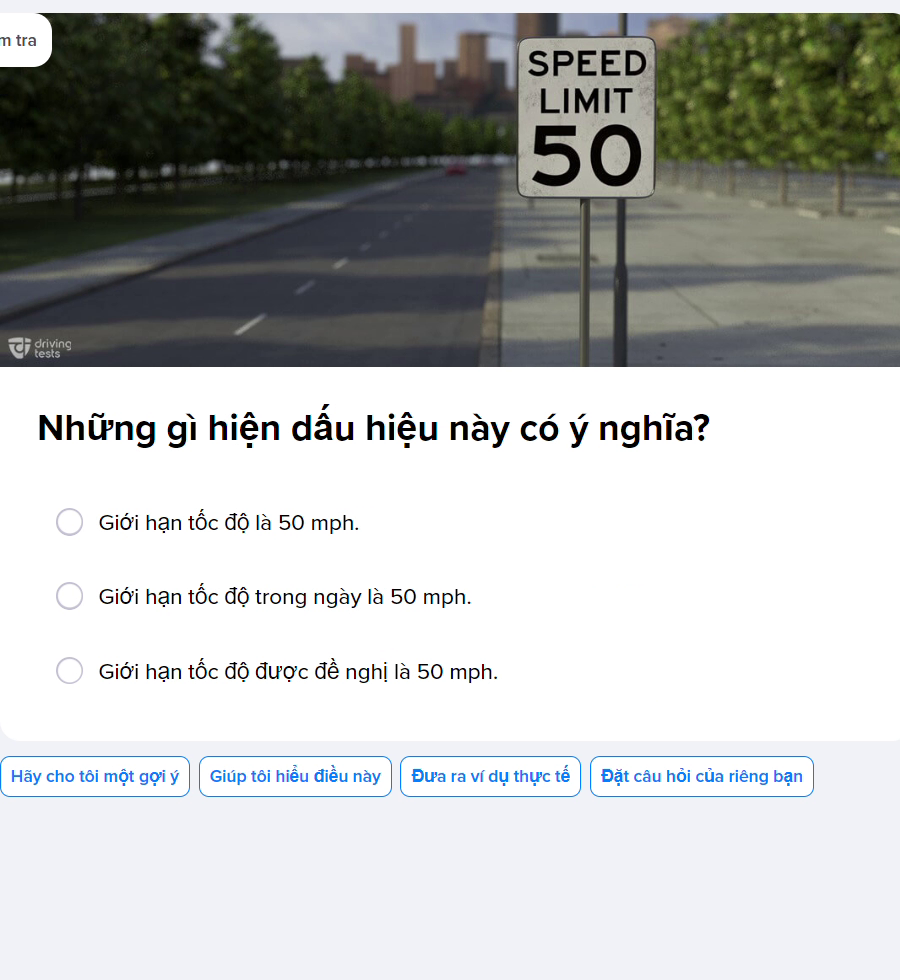 m tra
SPEED
LIMIT
50
driving
tests
Những gì hiện dấu hiệu này có ý nghĩa?
Giới hạn tốc độ là 50 mph.
Giới hạn tốc độ trong ngày là 50 mph.
Giới hạn tốc độ được đề nghị là 50 mph.
Hãy cho tôi một gợi ý
Giúp tôi hiểu điều này
Đưa ra ví dụ thực tế
Đặt câu hỏi của riêng bạn